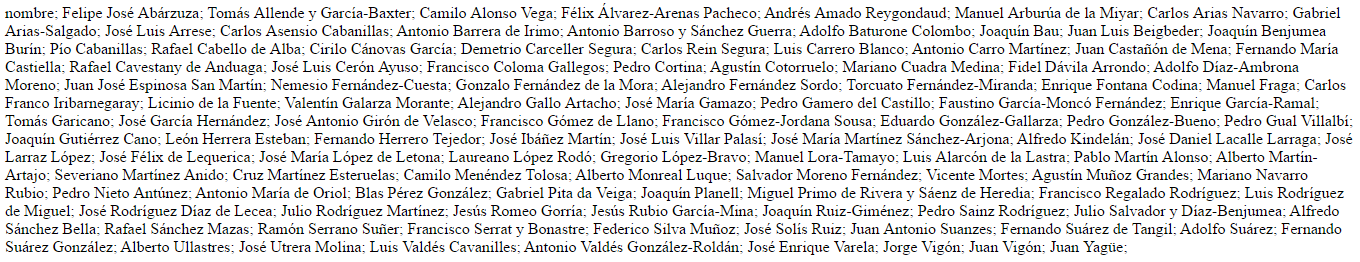 nombre; Felipe José Abárzuza; Tomás Allende y García-Baxter; Camilo Alonso Vega; Félix Álvarez-Arenas Pacheco; Andrés Amado Reygondaud; Manuel Arburúa de la Miyar; Carlos Arias Navarro; Gabriel
Arias-Salgado; José Luis Arrese; Carlos Asensio Cabanillas; Antonio Barrera de Irimo; Antonio Barroso y Sánchez Guerra; Adolfo Baturone Colombo; Joaquín Bau; Juan Luis Beigbeder; Joaquín Benjumea
Burín; Pío Cabanillas; Rafael Cabello de Alba; Cirilo Cánovas García; Demetrio Carceller Segura; Carlos Rein Segura; Luis Carrero Blanco; Antonio Carro Martínez; Juan Castañón de Mena; Fernando María
Castiella; Rafael Cavestany de Anduaga; José Luis Cerón Ayuso; Francisco Coloma Gallegos; Pedro Cortina; Agustín Cotorruelo; Mariano Cuadra Medina; Fidel Dávila Arrondo; Adolfo Díaz-Ambrona
Moreno; Juan José Espinosa San Martín; Nemesio Fernández-Cuesta; Gonzalo Fernández de la Mora; Alejandro Fernández Sordo; Torcuato Fernández-Miranda; Enrique Fontana Codina; Manuel Fraga; Carlos
Franco Iribarnegaray; Licinio de la Fuente; Valentín Galarza Morante; Alejandro Gallo Artacho; José María Gamazo; Pedro Gamero del Castillo; Faustino García-Moncó Fernández; Enrique García-Ramal;
Tomás Garicano; José García Hernández; José Antonio Girón de Velasco; Francisco Gómez de Llano; Francisco Gómez-Jordana Sousa; Eduardo González-Gallarza; Pedro González-Bueno; Pedro Gual Villalbí;
Joaquín Gutiérrez Cano; León Herrera Esteban; Fernando Herrero Tejedor; José Ibáñez Martín; José Luis Villar Palasí; José María Martínez Sánchez-Arjona; Alfredo Kindelán; José Daniel Lacalle Larraga; José
Larraz López; José Félix de Lequerica; José María López de Letona; Laureano López Rodó; Gregorio López-Bravo; Manuel Lora-Tamayo; Luis Alarcón de la Lastra; Pablo Martín Alonso; Alberto Martín-
Artajo; Severiano Martínez Anido; Cruz Martínez Esteruelas; Camilo Menéndez Tolosa; Alberto Monreal Luque; Salvador Moreno Fernández; Vicente Mortes; Agustín Muñoz Grandes; Mariano Navarro
Rubio; Pedro Nieto Antúnez; Antonio María de Oriol; Blas Pérez González; Gabriel Pita da Veiga; Joaquín Planell; Miguel Primo de Rivera y Sáenz de Heredia; Francisco Regalado Rodríguez; Luis Rodríguez
de Miguel; José Rodríguez Díaz de Lecea; Julio Rodríguez Martínez; Jesús Romeo Gorría; Jesús Rubio García-Mina; Joaquín Ruiz-Giménez; Pedro Sainz Rodríguez; Julio Salvador y Díaz-Benjumea; Alfredo
Sánchez Bella; Rafael Sánchez Mazas; Ramón Serrano Suñer; Francisco Serrat y Bonastre; Federico Silva Muñoz; José Solís Ruiz; Juan Antonio Suanzes; Fernando Suárez de Tangil; Adolfo Suárez; Fernando
Suárez González; Alberto Ullastres; José Utrera Molina; Luis Valdés Cavanilles; Antonio Valdés González-Roldán; José Enrique Varela; Jorge Vigón; Juan Vigón; Juan Yagüe;